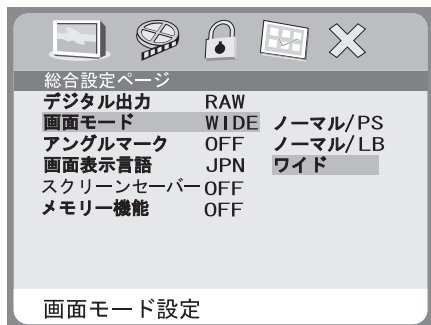 総合設定ページ
デジタル出力 RAW
画面モード WIDE ノーマル/PS
アングルマーク OFF ノーマル/LB
画面表示言語 JPN ワイド
スクリーンセーバー OFF
メモリー機能 OFF
画面モード設定